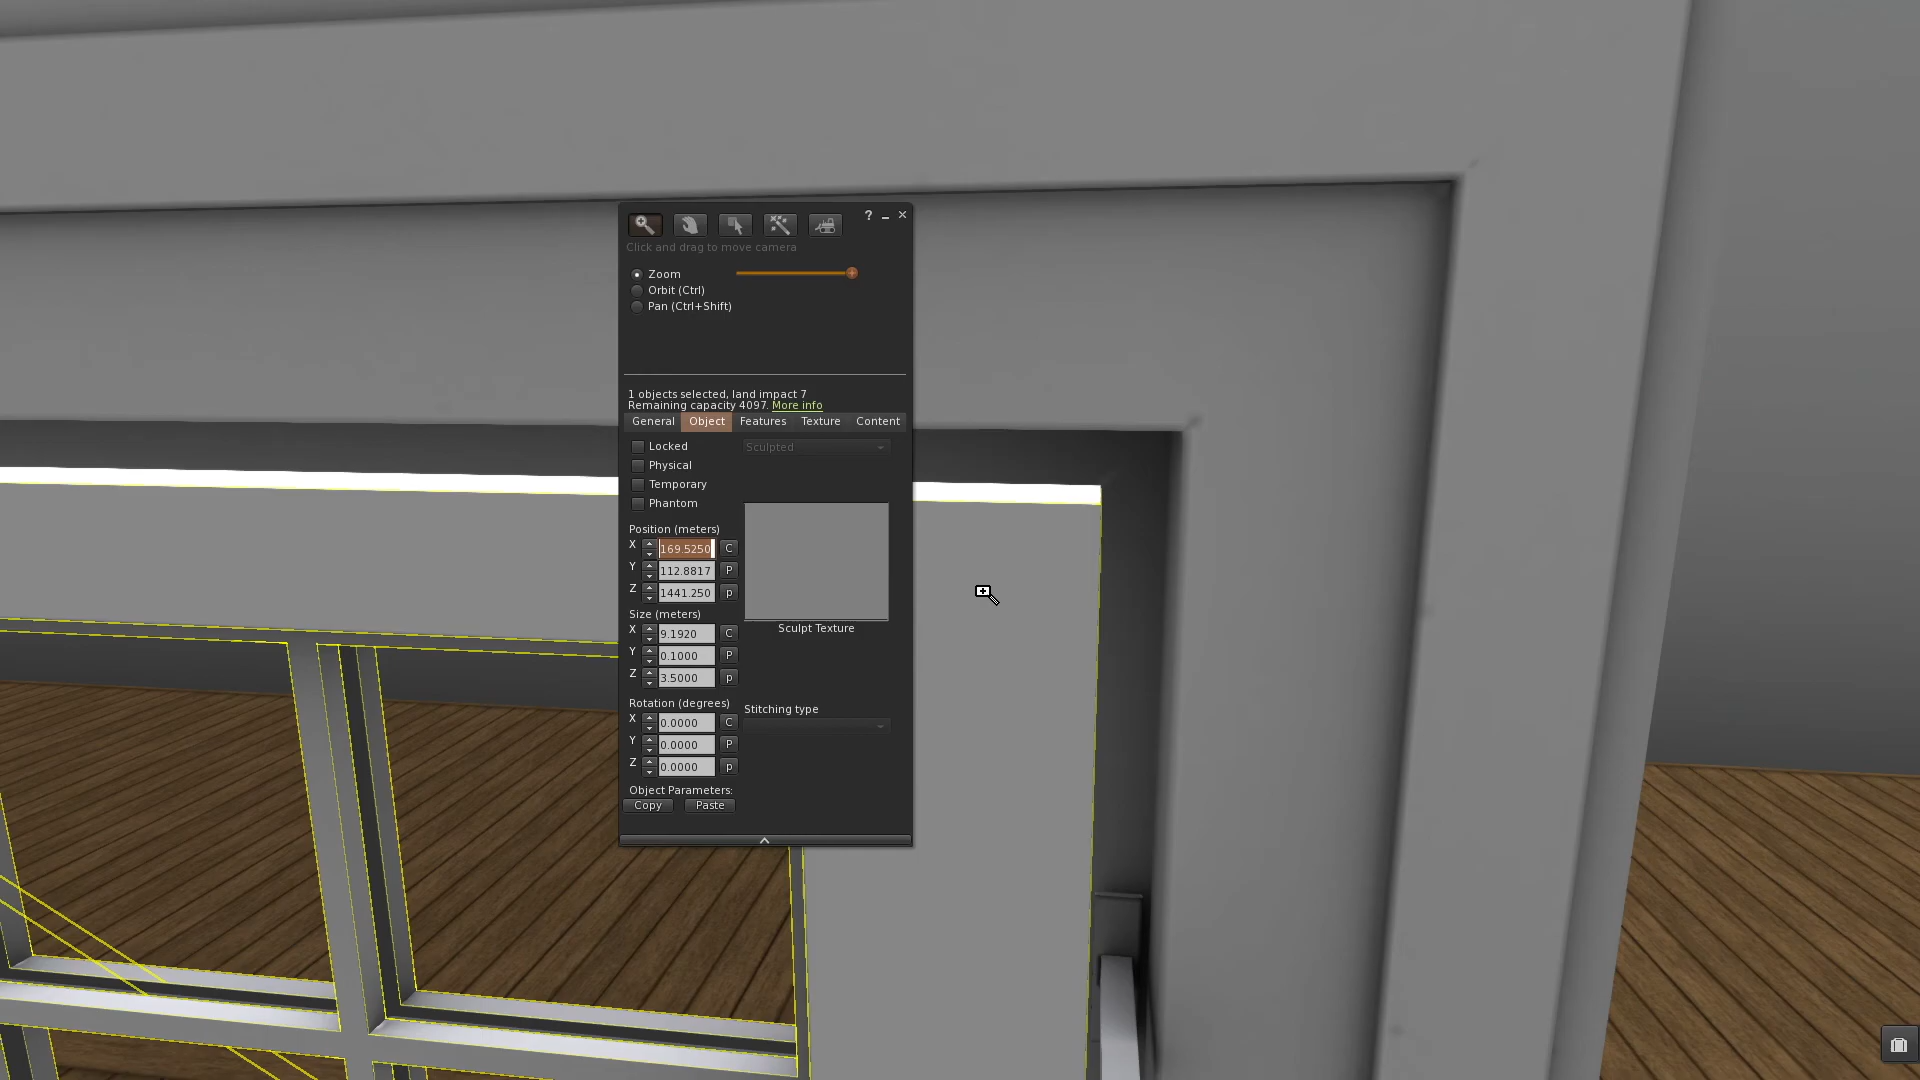 ?
Click and drag to move camera
Zoom
Orbit (Ctrl)
Pan (Ctrl+Shift)
1 objects selected, land impact 7
Remaining capacity 4097. More info
General Object Features Texture Content
Locked Sculpted
Physical
Temporary
Phantom
Position (meters)
X 169.5250 C
Y 112.8817 P
Z 1441.250 p
Size (meters)
Sculpt Texture
X 9.1920 C
Y 0.1000 P
Z 3.5000 p
Rotation (degrees) Stitching type
X 0.0000 C
Y 0.0000 P
Z 0.0000 p
Object Parameters:
Copy Paste